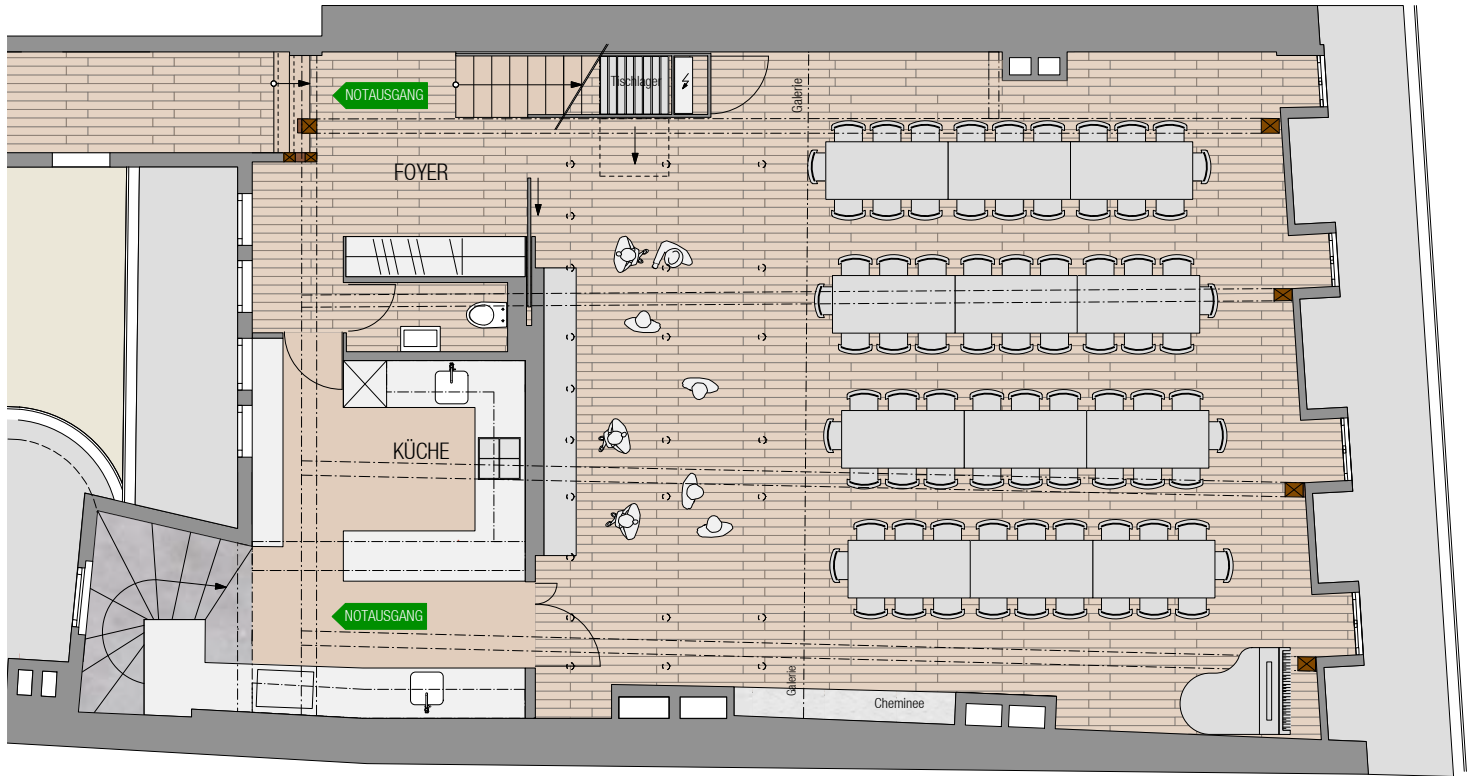 NOTAUSGANG
Tischlager
Galerie
FOYER
KÜCHE
NOTAUSGANG
Galerie
Cheminee